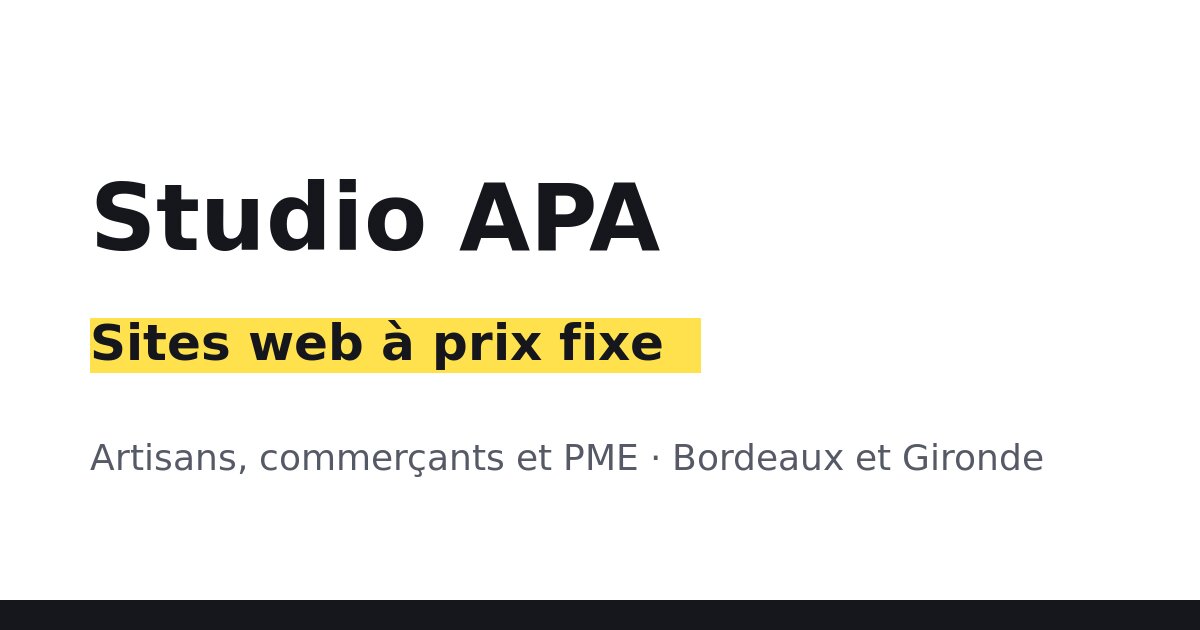 Studio APA
Sites web à prix fixe
Artisans, commerçants et PME · Bordeaux et Gironde